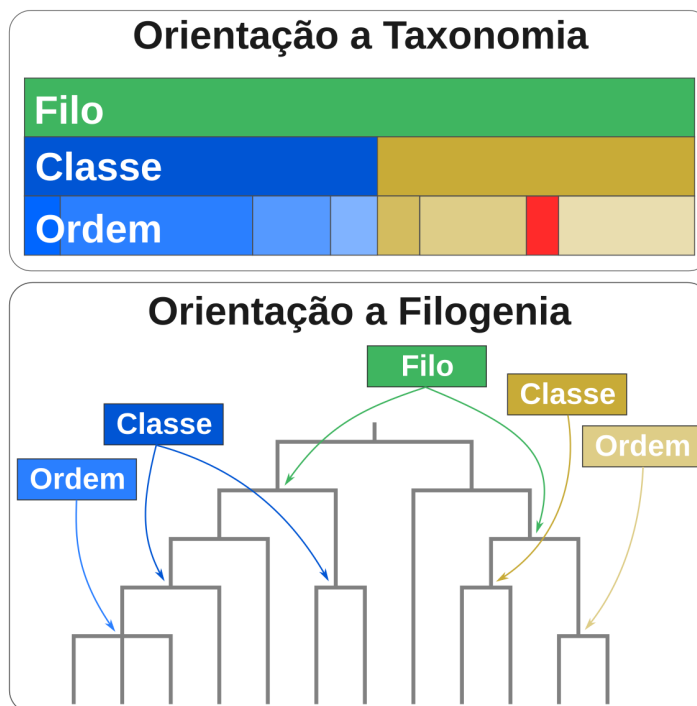 Orientação a Taxonomia
Filo
Classe
Ordem
Orientação a Filogenia
Filo
Classe
Classe
Ordem
Ordem